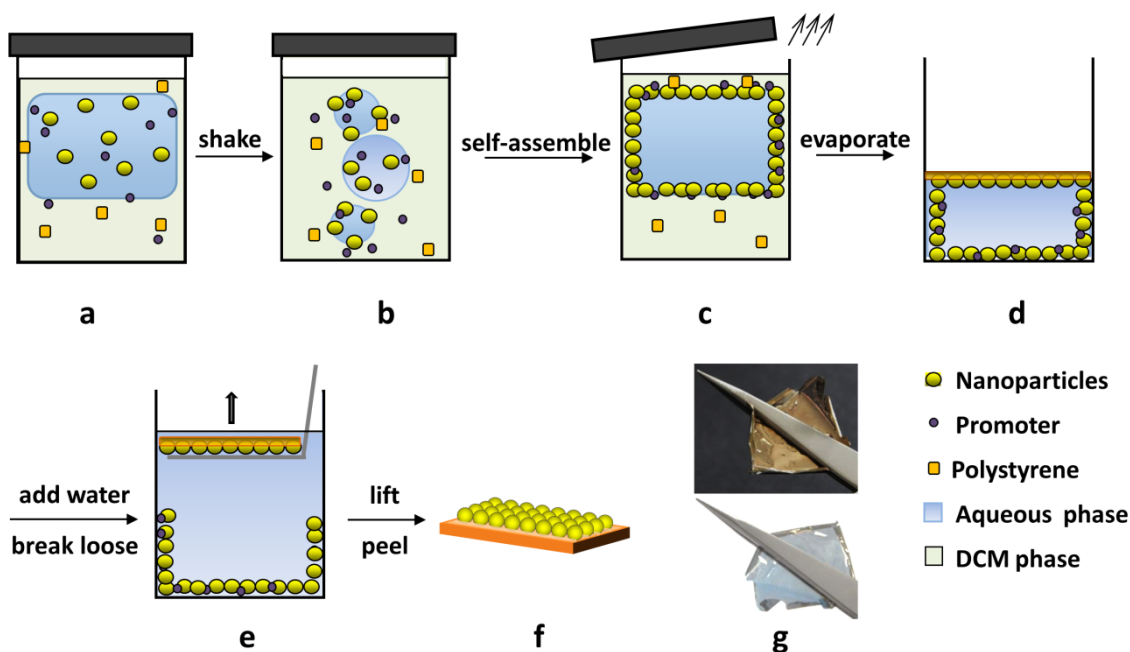 shake
self-assemble
evaporate
a
b
c
d
add water
break loose
lift
peel
e
f
g
Nanoparticles
Promoter
Polystyrene
Aqueous phase
DCM phase